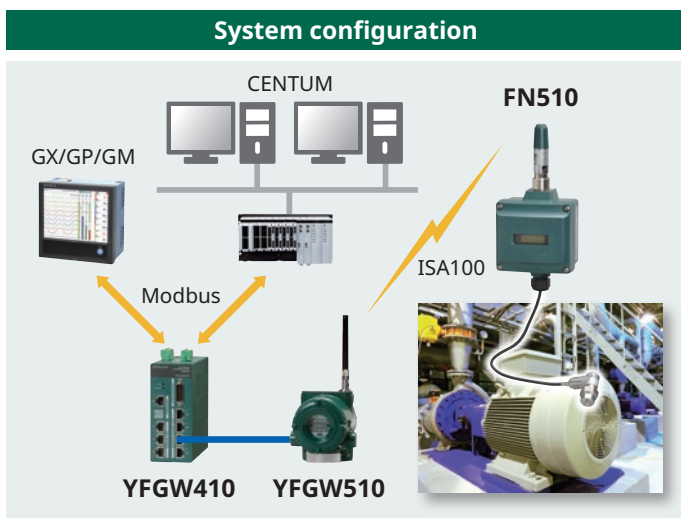 System configuration
CENTUM
FN510
GX/GP/GM
ISA100
Modbus
YFGW410
YFGW510